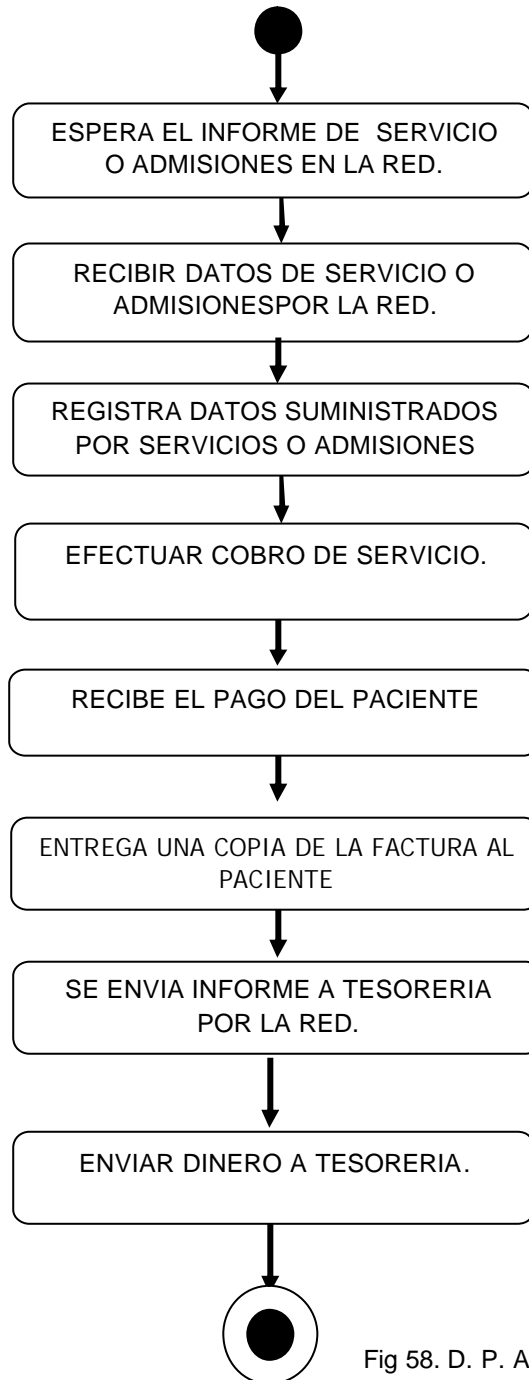 ESPERA EL INFORME DE SERVICIO
O ADMISIONES EN LA RED.
RECIBIR DATOS DE SERVICIO O
ADMISIONESPOR LA RED.
REGISTRA DATOS SUMINISTRADOS
POR SERVICIOS O ADMISIONES
EFECTUAR COBRO DE SERVICIO.
RECIBE EL PAGO DEL PACIENTE
ENTREGA UNA COPIA DE LA FACTURA AL
PACIENTE
SE ENVIA INFORME A TESORERIA
POR LA RED.
ENVIAR DINERO A TESORERIA.
Fig 58. D. P. A